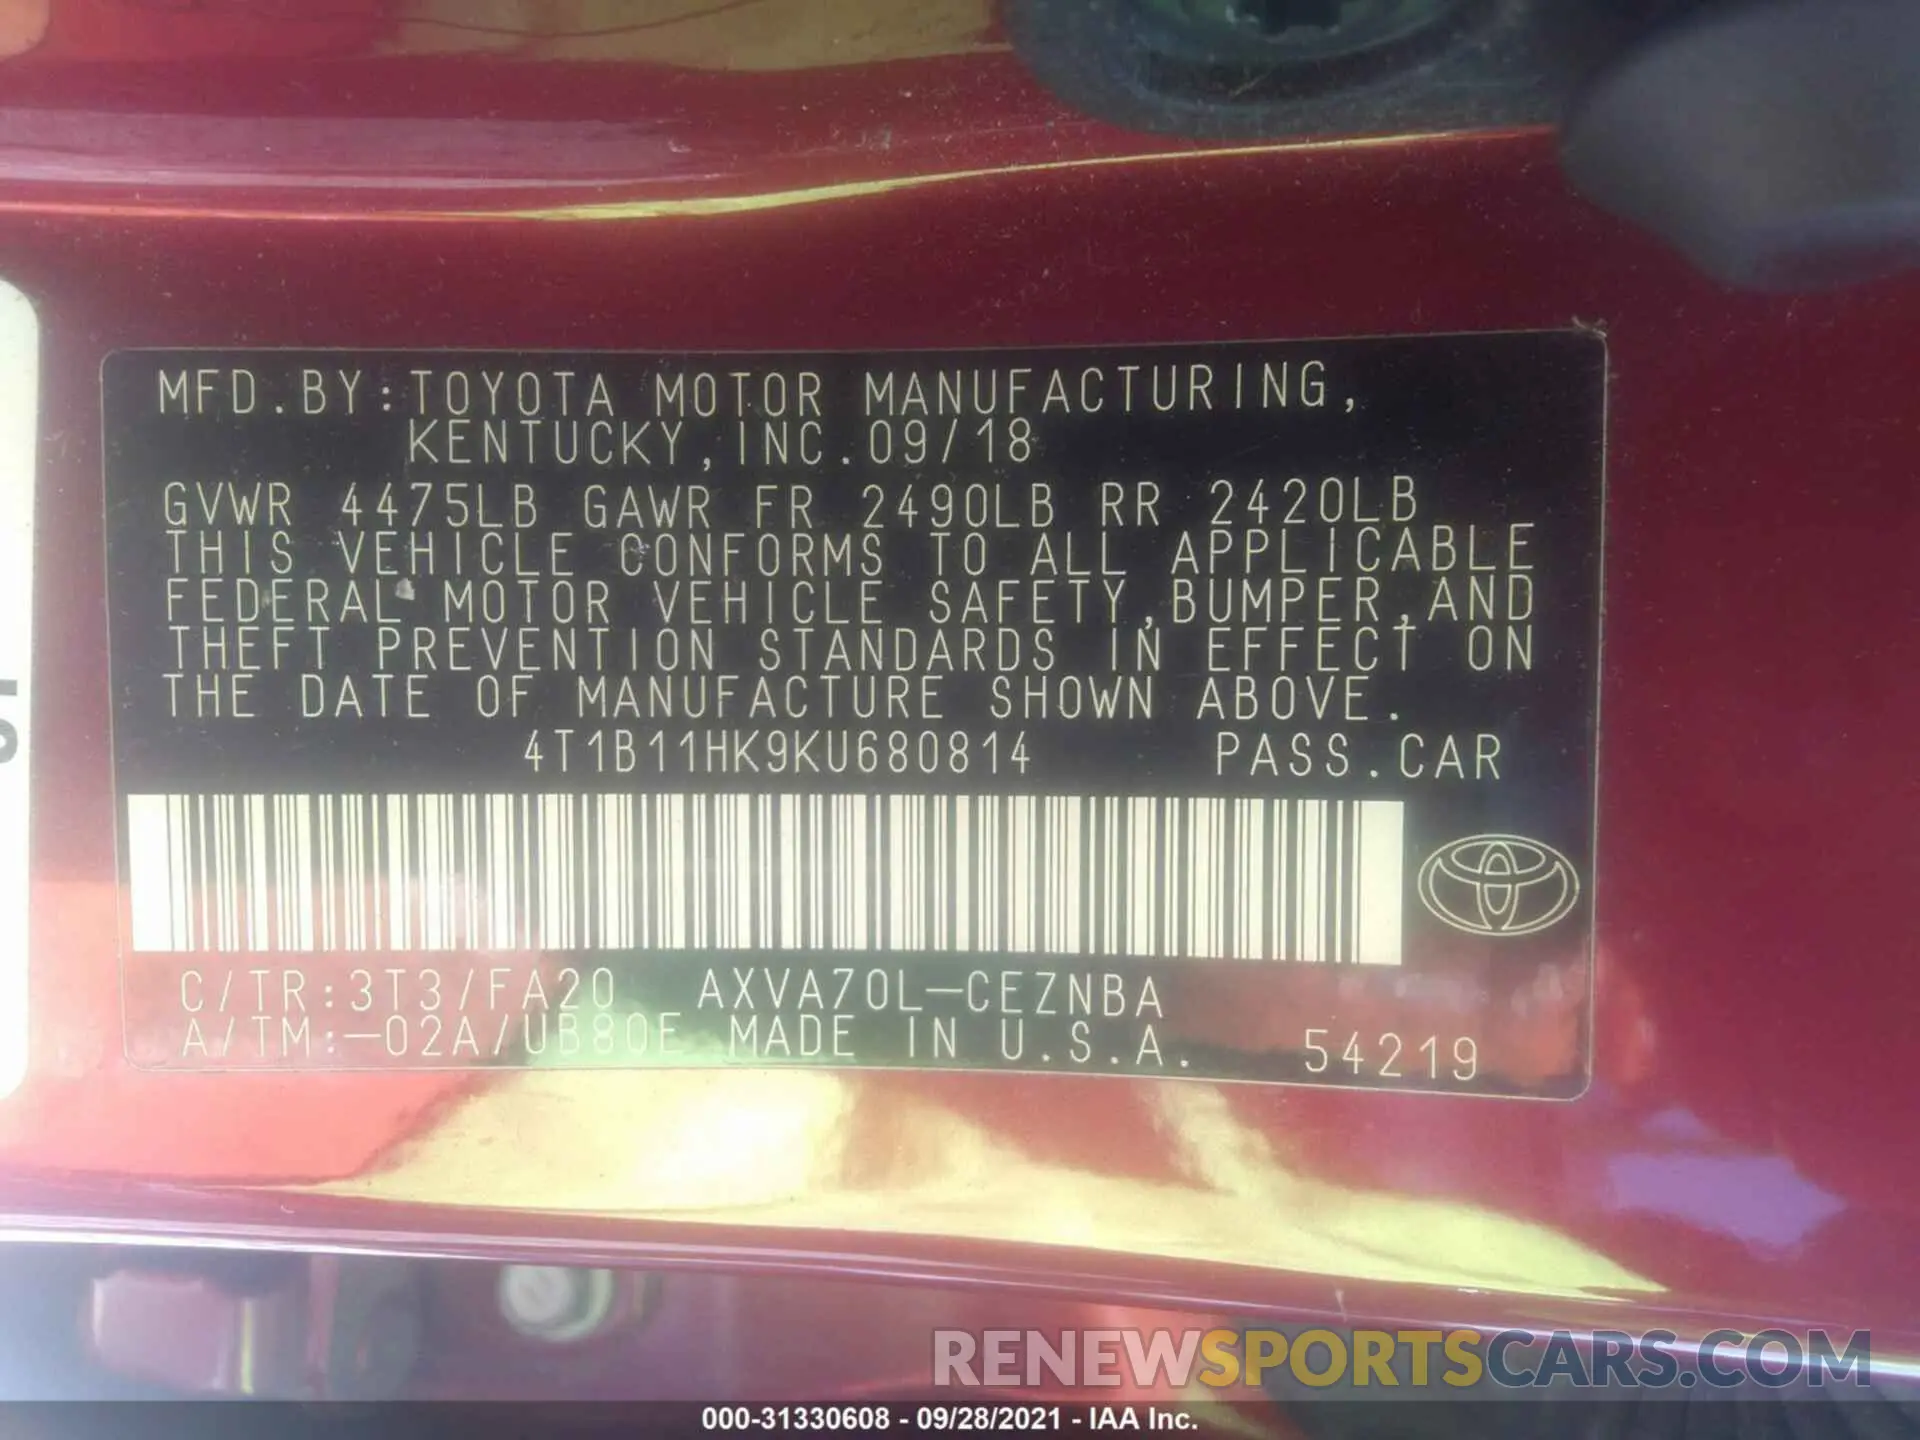 MFD.BY:TOYOTA MOTOR MANUFACTURING,
KENTUCKY,INC.09/18
GVWR 4475LB GAWR FR 2490LB RR 2420LB
THIS VEHICLE CONFORMS TO ALL APPLICABLE
FEDERAL MOTOR VEHICLE SAFETY,BUMPER,AND
THEFT PREVENTION STANDARDS IN EFFECT ON
THE DATE OF MANUFACTURE SHOWN ABOVE.
4T1B11HK9KU680814 PASS.CAR
C/TR:3T3/FA20 AXVA70L-CEZNBA
A/TM:-02A/UB80E MADE IN U.S.A. 54219
RENEWSPORTSCARS.COM
000-31330608 - 09/28/2021 - IAA Inc.